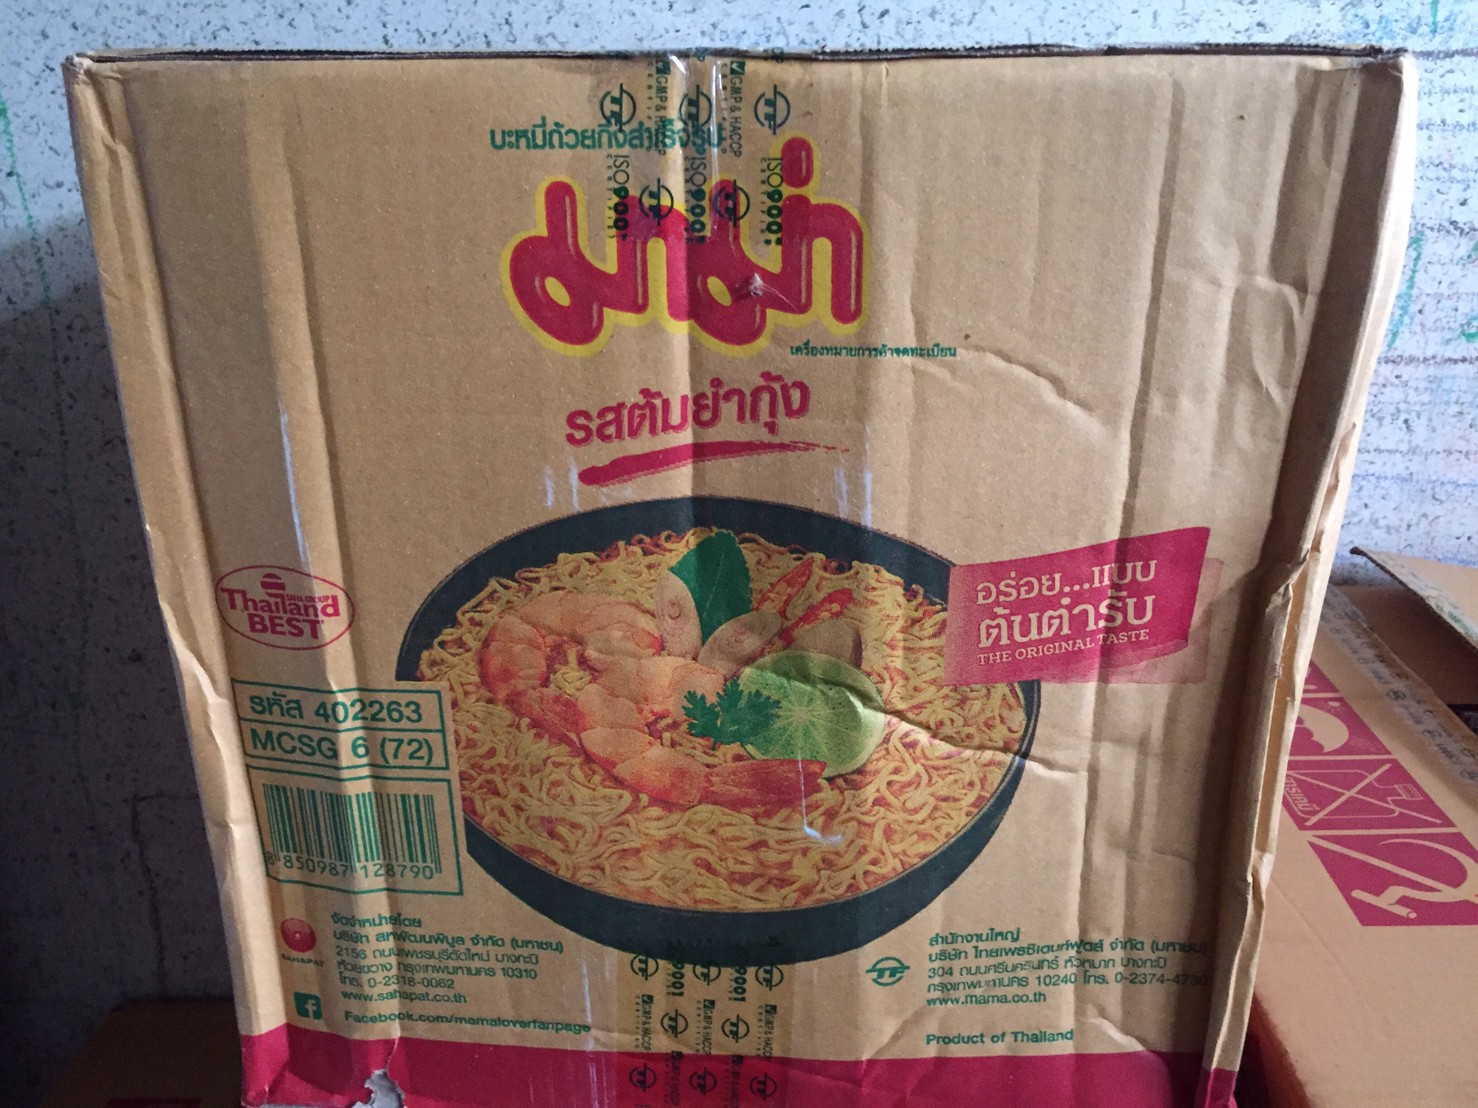 บะหมี่ถ้วยกึ่งสำเร็จรูป
มาม่า
เครื่องหมายการค้าจดทะเบียน
รสต้มยำกุ้ง
SAHA GROUP
Thailand
BEST
อร่อย...แบบ
ต้นตำรับ
THE ORIGINAL TASTE
รหัส 402263
MCSG 6 (72)
8 850987 128790
จัดจำหน่ายโดย
บริษัท สหพัฒนพิบูล จำกัด (มหาชน)
2156 ถนนเพชรบุรีตัดใหม่ บางกะปิ
ห้วยขวาง กรุงเทพมหานคร 10310
โทร. 0-2318-0062
www.sahapat.co.th
SAHAPAT
Facebook.com/mamaloverfanpage
สำนักงานใหญ่
บริษัท ไทยเพรซิเดนท์ฟูดส์ จำกัด (มหาชน)
304 ถนนศรีนครินทร์ หัวหมาก บางกะปิ
กรุงเทพมหานคร 10240 โทร. 0-2374-4730
www.mama.co.th
Product of Thailand
GMP & HACCP
GMP & HACCP
ISO9001
ISO9001
ISO9001